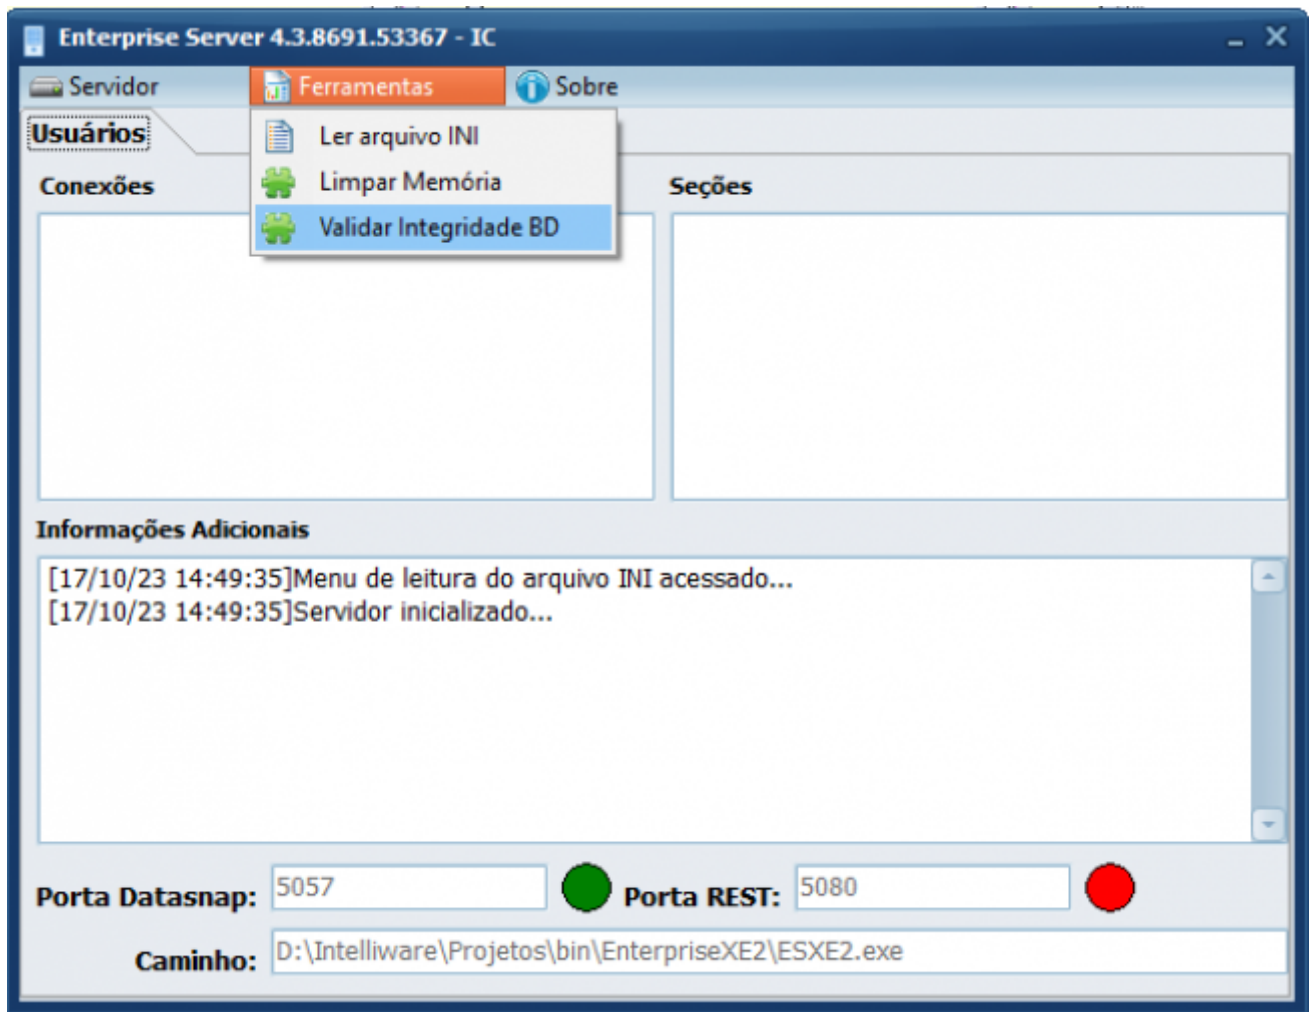 Enterprise Server 4.3.8691.53367 - IC
Servidor Ferramentas Sobre
Usuários
Ler arquivo INI
Limpar Memória
Validar Integridade BD
Conexões Seções
Informações Adicionais
[17/10/23 14:49:35]Menu de leitura do arquivo INI acessado...
[17/10/23 14:49:35]Servidor inicializado...
Porta Datasnap: 5057 Porta REST: 5080
Caminho: D:\Intelliware\Projetos\bin\EnterpriseXE2\ESXE2.exe